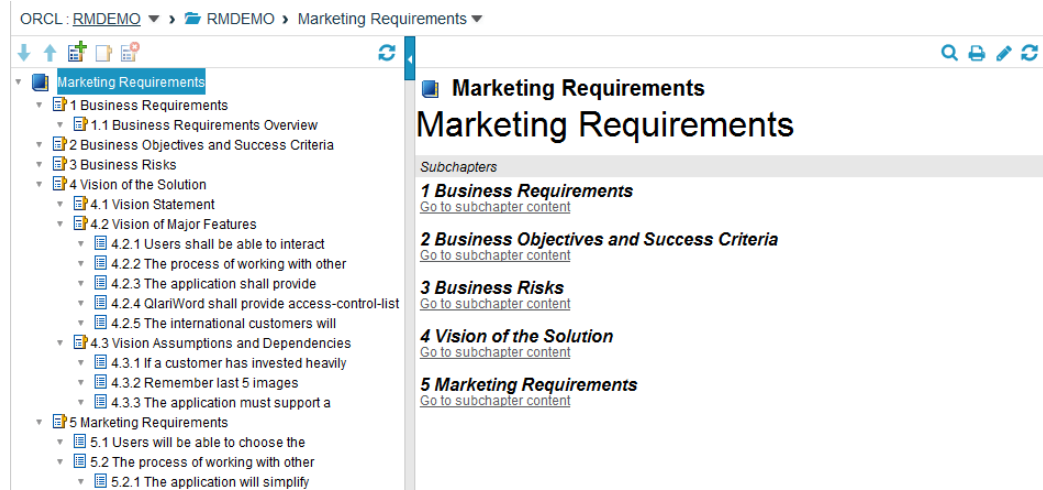 ORCL : RMDEMO RMDEMO Marketing Requirements
Marketing Requirements
1 Business Requirements
1.1 Business Requirements Overview
2 Business Objectives and Success Criteria
3 Business Risks
4 Vision of the Solution
4.1 Vision Statement
4.2 Vision of Major Features
4.2.1 Users shall be able to interact
4.2.2 The process of working with other
4.2.3 The application shall provide
4.2.4 QlariWord shall provide access-control-list
4.2.5 The international customers will
4.3 Vision Assumptions and Dependencies
4.3.1 If a customer has invested heavily
4.3.2 Remember last 5 images
4.3.3 The application must support a
5 Marketing Requirements
5.1 Users will be able to choose the
5.2 The process of working with other
5.2.1 The application will simplify
Marketing Requirements
Marketing Requirements
Subchapters
1 Business Requirements
Go to subchapter content
2 Business Objectives and Success Criteria
Go to subchapter content
3 Business Risks
Go to subchapter content
4 Vision of the Solution
Go to subchapter content
5 Marketing Requirements
Go to subchapter content